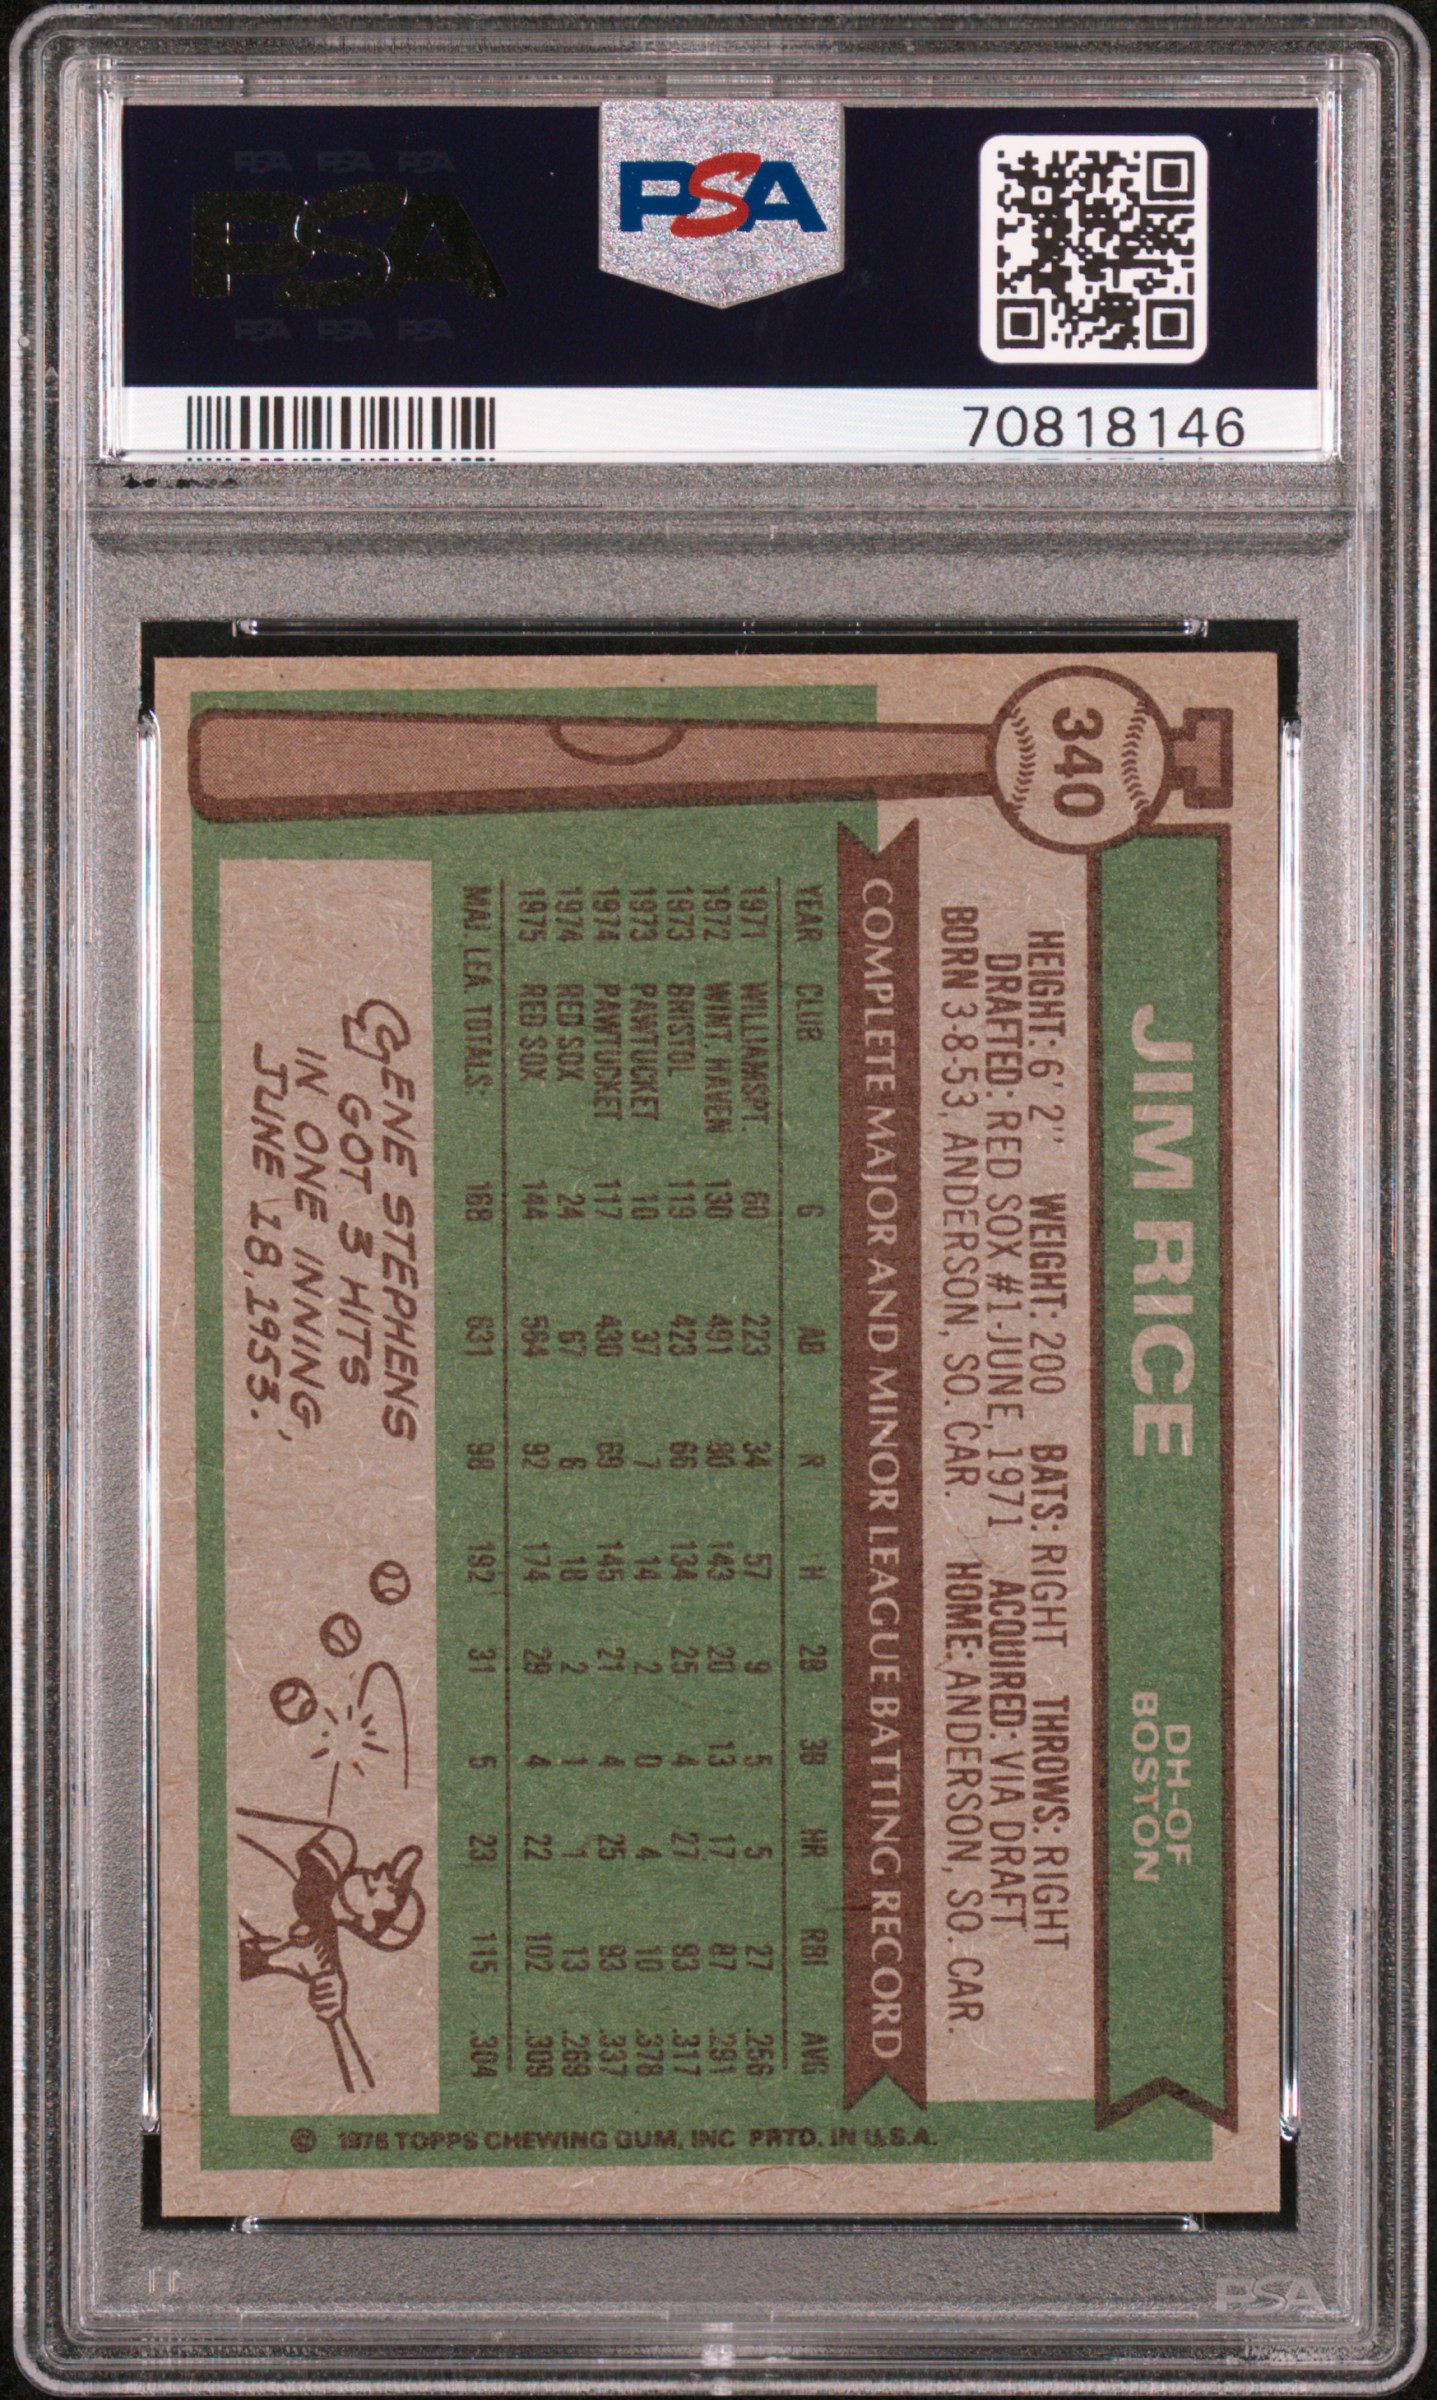 PSA PSA PSA
PSA
PSA PSA PSA
PSA
70818146
340
JIM RICE
DH-OF
BOSTON
HEIGHT: 6' 2" WEIGHT: 200 BATS: RIGHT THROWS: RIGHT
DRAFTED: RED SOX #1-JUNE, 1971 ACQUIRED: VIA DRAFT
BORN 3-8-53, ANDERSON, SO. CAR. HOME: ANDERSON, SO. CAR.
COMPLETE MAJOR AND MINOR LEAGUE BATTING RECORD
YEAR CLUB G AB R H 2B 3B HR RBI AVG
1971 WILLIAMSPT. 60 223 34 57 9 5 5 27 .256
1972 WINT. HAVEN 130 491 80 143 20 13 17 87 .291
1973 BRISTOL 119 423 66 134 25 4 27 93 .317
1973 PAWTUCKET 10 37 7 14 2 0 4 10 .378
1974 PAWTUCKET 117 430 69 145 21 4 25 93 .337
1974 RED SOX 24 67 6 18 2 1 1 13 .269
1975 RED SOX 144 564 92 174 29 4 22 102 .309
MAJ. LEA. TOTALS: 168 631 98 192 31 5 23 115 .304
GENE STEPHENS
GOT 3 HITS
IN ONE INNING,
JUNE 18, 1953.
© 1976 TOPPS CHEWING GUM, INC PRTD. IN U.S.A.
PSA